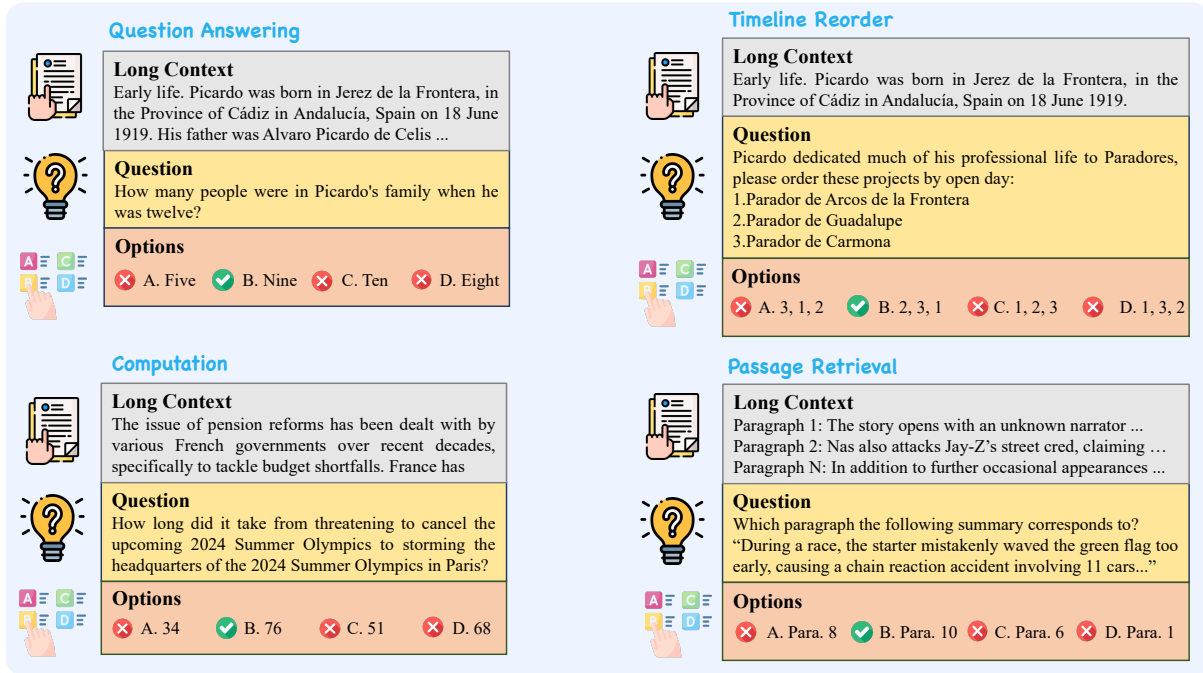 Question Answering
Long Context
Early life. Picardo was born in Jerez de la Frontera, in
the Province of Cádiz in Andalucía, Spain on 18 June
1919. His father was Alvaro Picardo de Celis ...
Question
How many people were in Picardo's family when he
was twelve?
A C
B D
Options
A. Five B. Nine C. Ten D. Eight
Timeline Reorder
Long Context
Early life. Picardo was born in Jerez de la Frontera, in the
Province of Cádiz in Andalucía, Spain on 18 June 1919.
Question
Picardo dedicated much of his professional life to Paradores,
please order these projects by open day:
1.Parador de Arcos de la Frontera
2.Parador de Guadalupe
3.Parador de Carmona
A C
B D
Options
A. 3, 1, 2 B. 2, 3, 1 C. 1, 2, 3 D. 1, 3, 2
Computation
Long Context
The issue of pension reforms has been dealt with by
various French governments over recent decades,
specifically to tackle budget shortfalls. France has
Question
How long did it take from threatening to cancel the
upcoming 2024 Summer Olympics to storming the
headquarters of the 2024 Summer Olympics in Paris?
A C
B D
Options
A. 34 B. 76 C. 51 D. 68
Passage Retrieval
Long Context
Paragraph 1: The story opens with an unknown narrator ...
Paragraph 2: Nas also attacks Jay-Z’s street cred, claiming …
Paragraph N: In addition to further occasional appearances ...
Question
Which paragraph the following summary corresponds to?
“During a race, the starter mistakenly waved the green flag too
early, causing a chain reaction accident involving 11 cars...”
A C
B D
Options
A. Para. 8 B. Para. 10 C. Para. 6 D. Para. 1